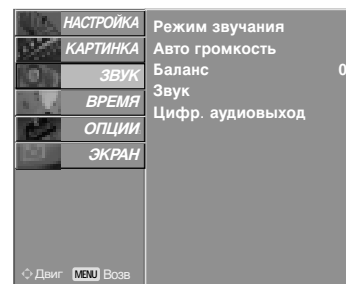 НАСТРОЙКА
КАРТИНКА
ЗВУК
ВРЕМЯ
ОПЦИИ
ЭКРАН
Режим звучания
Авто громкость
Баланс 0
Звук
Цифр. аудиовыход
Двиг MENU Возв